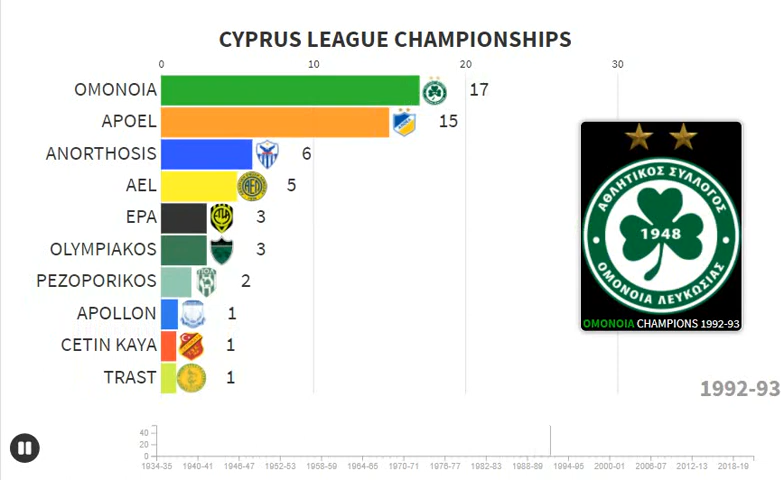 CYPRUS LEAGUE CHAMPIONSHIPS
0 10 20 30
OMONOIA 17
APOEL 15
ANORTHOSIS 6
AEL 5
EPA 3
OLYMPIAKOS 3
PEZOPORIKOS 2
APOLLON 1
CETIN KAYA 1
TRAST 1
ΑΘΛΗΤΙΚΟΣ ΣΥΛΛΟΓΟΣ
1948
ΟΜΟΝΟΙΑ ΛΕΥΚΩΣΙΑΣ
OMONOIA CHAMPIONS 1992-93
1992-93
40
20
0
1934-35 1940-41 1946-47 1952-53 1958-59 1964-65 1970-71 1976-77 1982-83 1988-89 1994-95 2000-01 2006-07 2012-13 2018-19